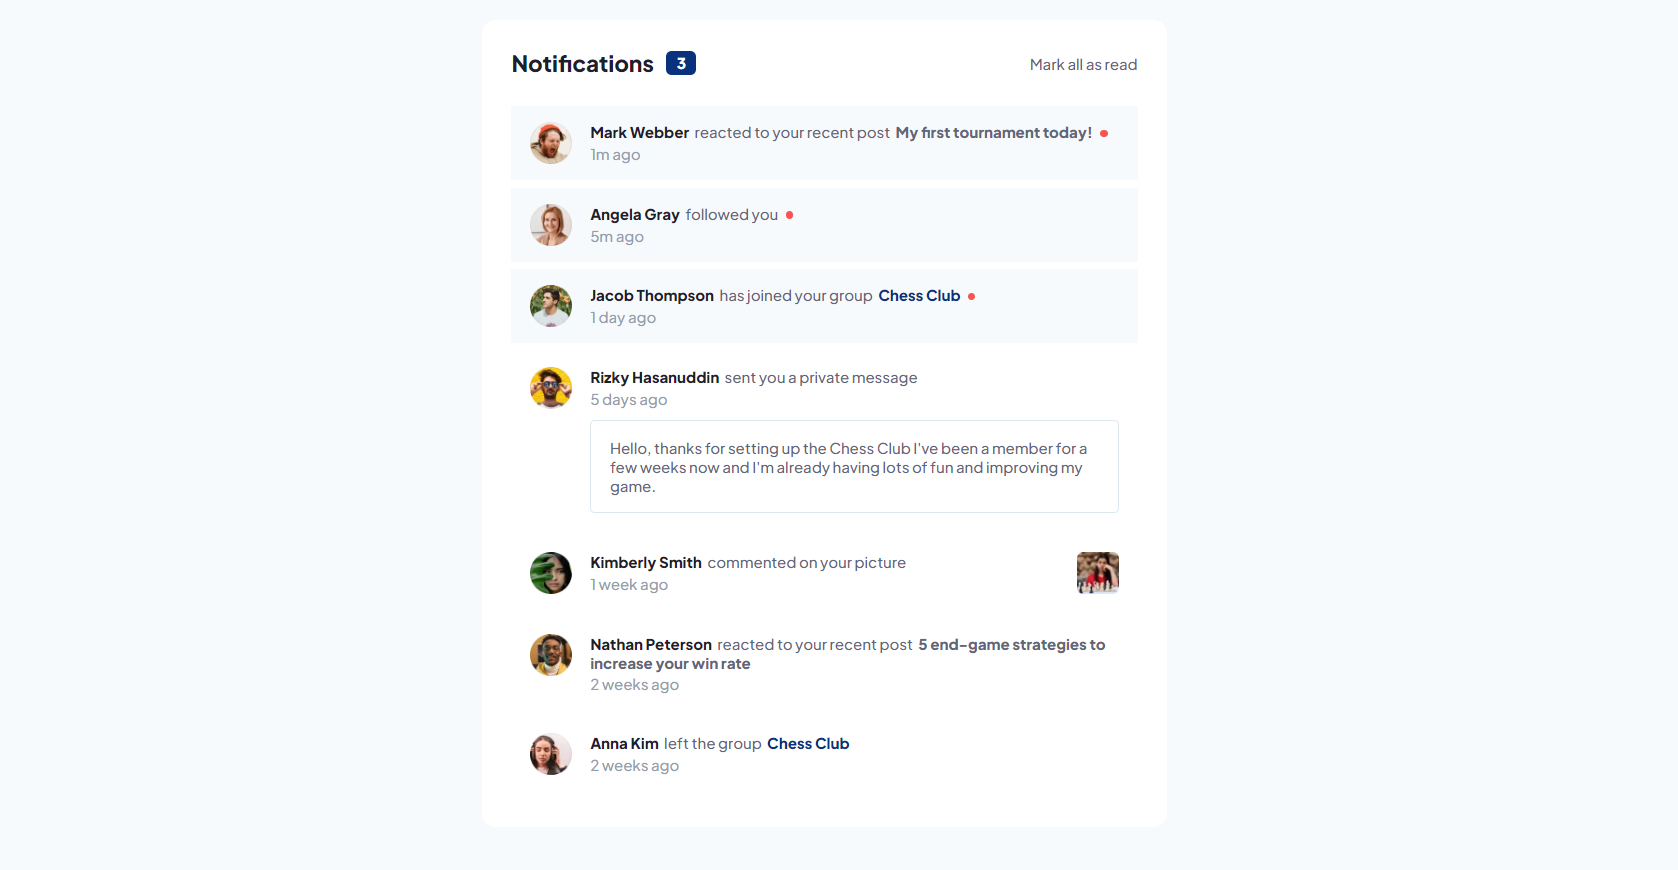 Notifications 3 Mark all as read
Mark Webber reacted to your recent post My first tournament today!
1m ago
Angela Gray followed you
5m ago
Jacob Thompson has joined your group Chess Club
1 day ago
Rizky Hasanuddin sent you a private message
5 days ago
Hello, thanks for setting up the Chess Club I've been a member for a
few weeks now and I'm already having lots of fun and improving my
game.
Kimberly Smith commented on your picture
1 week ago
Nathan Peterson reacted to your recent post 5 end-game strategies to
increase your win rate
2 weeks ago
Anna Kim left the group Chess Club
2 weeks ago